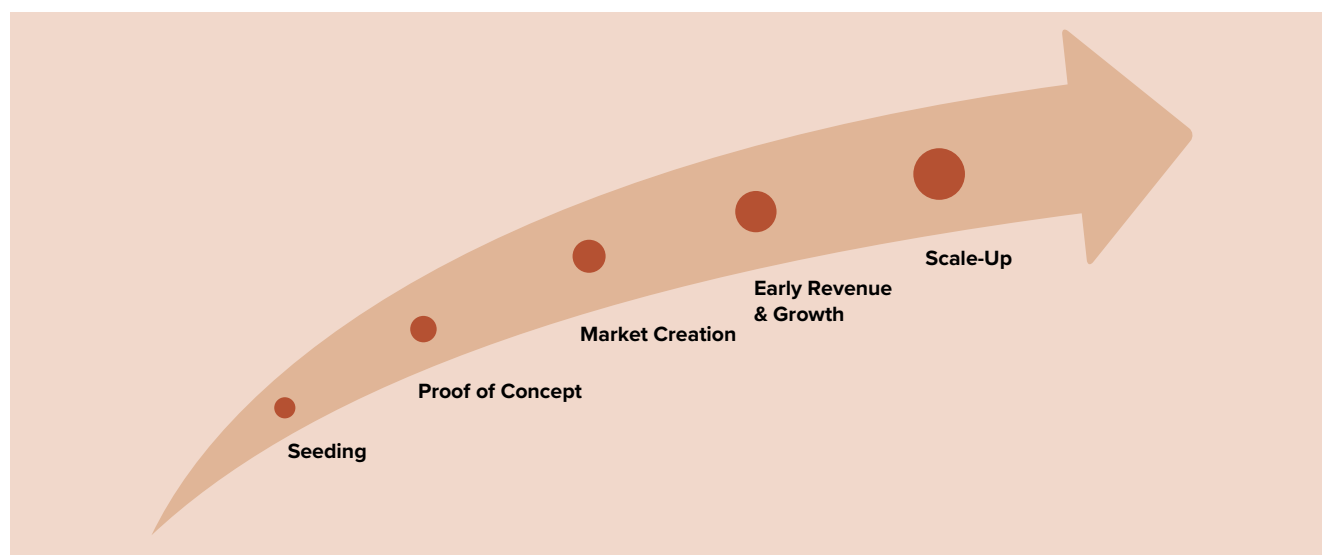 Seeding
Proof of Concept
Market Creation
Early Revenue
& Growth
Scale-Up